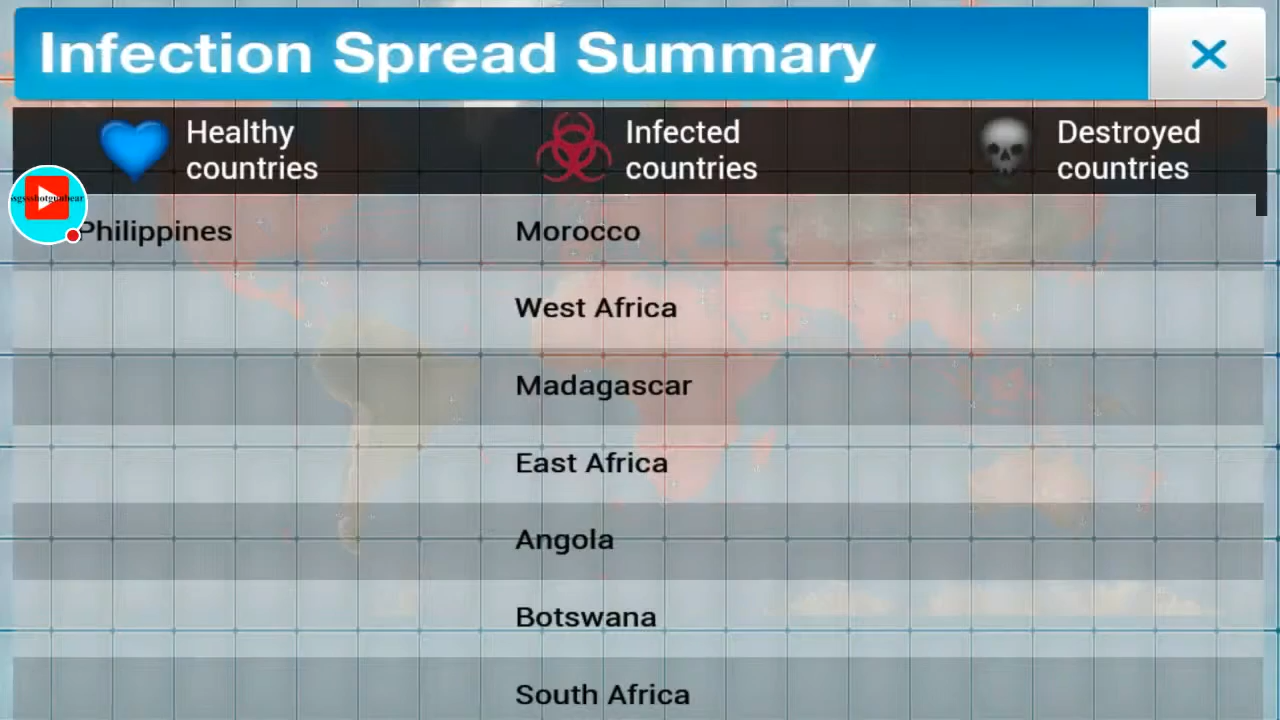 Infection Spread Summary
Healthy countries
Infected countries
Destroyed countries
Philippines
Morocco
West Africa
Madagascar
East Africa
Angola
Botswana
South Africa